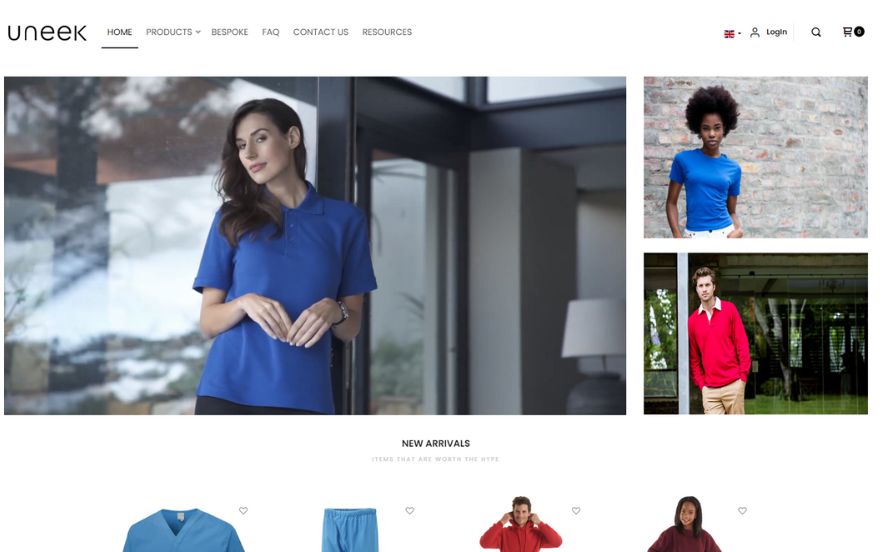 uneek HOME PRODUCTS BESPOKE FAQ CONTACT US RESOURCES Login 0
NEW ARRIVALS
ITEMS THAT ARE WORTH THE HYPE